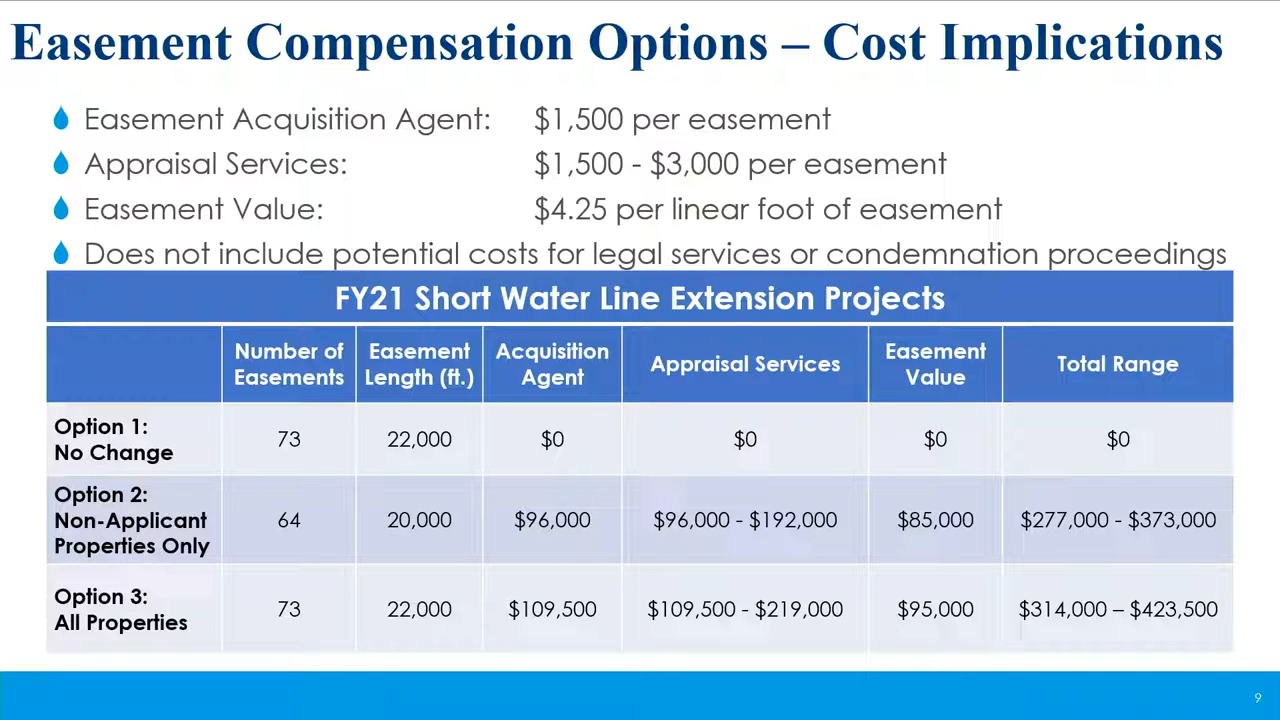 Easement Compensation Options – Cost Implications
Easement Acquisition Agent: $1,500 per easement
Appraisal Services: $1,500 - $3,000 per easement
Easement Value: $4.25 per linear foot of easement
Does not include potential costs for legal services or condemnation proceedings
FY21 Short Water Line Extension Projects
Number of Easements Easement Length (ft.) Acquisition Agent Appraisal Services Easement Value Total Range
Option 1: No Change 73 22,000 $0 $0 $0 $0
Option 2: Non-Applicant Properties Only 64 20,000 $96,000 $96,000 - $192,000 $85,000 $277,000 - $373,000
Option 3: All Properties 73 22,000 $109,500 $109,500 - $219,000 $95,000 $314,000 – $423,500
9